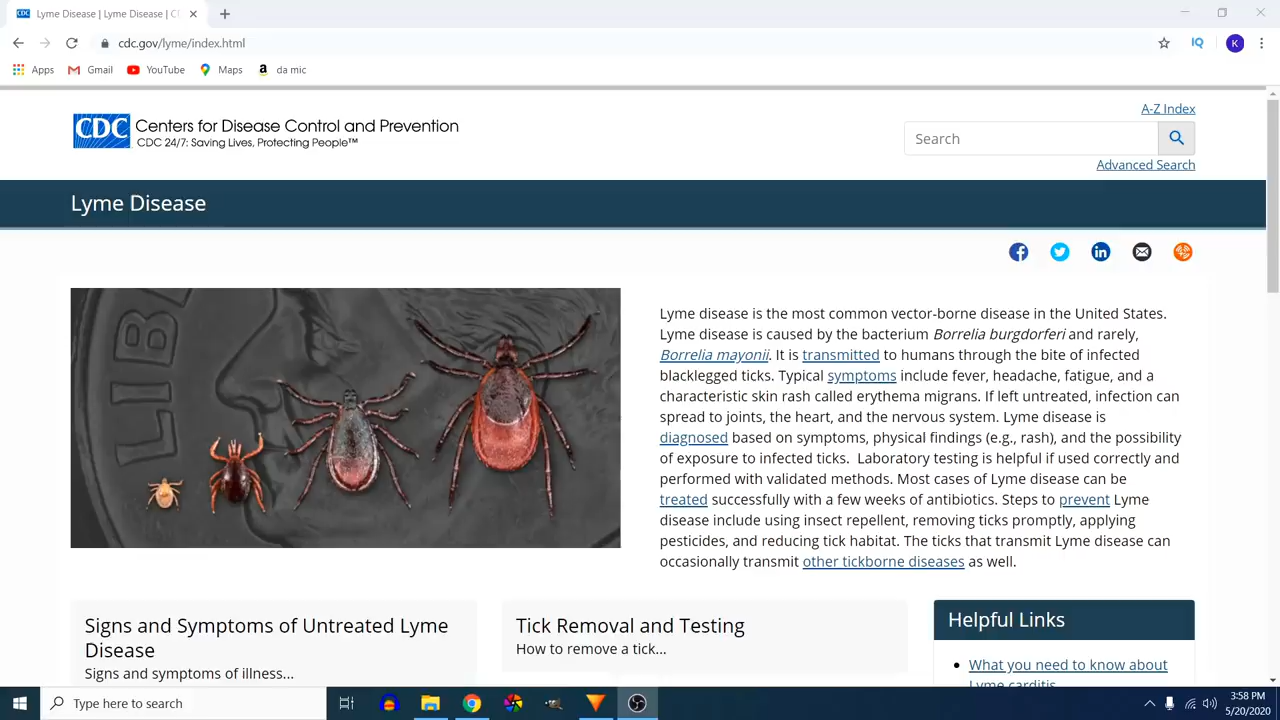 Lyme Disease | Lyme Disease | C
cdc.gov/lyme/index.html
IQ
K
Apps
Gmail
YouTube
Maps
a
da mic
A-Z Index
CDC
Centers for Disease Control and Prevention
CDC 24/7: Saving Lives, Protecting People™
Search
Advanced Search
Lyme Disease
LIB
Lyme disease is the most common vector-borne disease in the United States.
Lyme disease is caused by the bacterium Borrelia burgdorferi and rarely,
Borrelia mayonii. It is transmitted to humans through the bite of infected
blacklegged ticks. Typical symptoms include fever, headache, fatigue, and a
characteristic skin rash called erythema migrans. If left untreated, infection can
spread to joints, the heart, and the nervous system. Lyme disease is
diagnosed based on symptoms, physical findings (e.g., rash), and the possibility
of exposure to infected ticks.  Laboratory testing is helpful if used correctly and
performed with validated methods. Most cases of Lyme disease can be
treated successfully with a few weeks of antibiotics. Steps to prevent Lyme
disease include using insect repellent, removing ticks promptly, applying
pesticides, and reducing tick habitat. The ticks that transmit Lyme disease can
occasionally transmit other tickborne diseases as well.
Signs and Symptoms of Untreated Lyme
Disease
Signs and symptoms of illness...
Tick Removal and Testing
How to remove a tick...
Helpful Links
What you need to know about
Lyme carditis
Type here to search
3:58 PM
5/20/2020